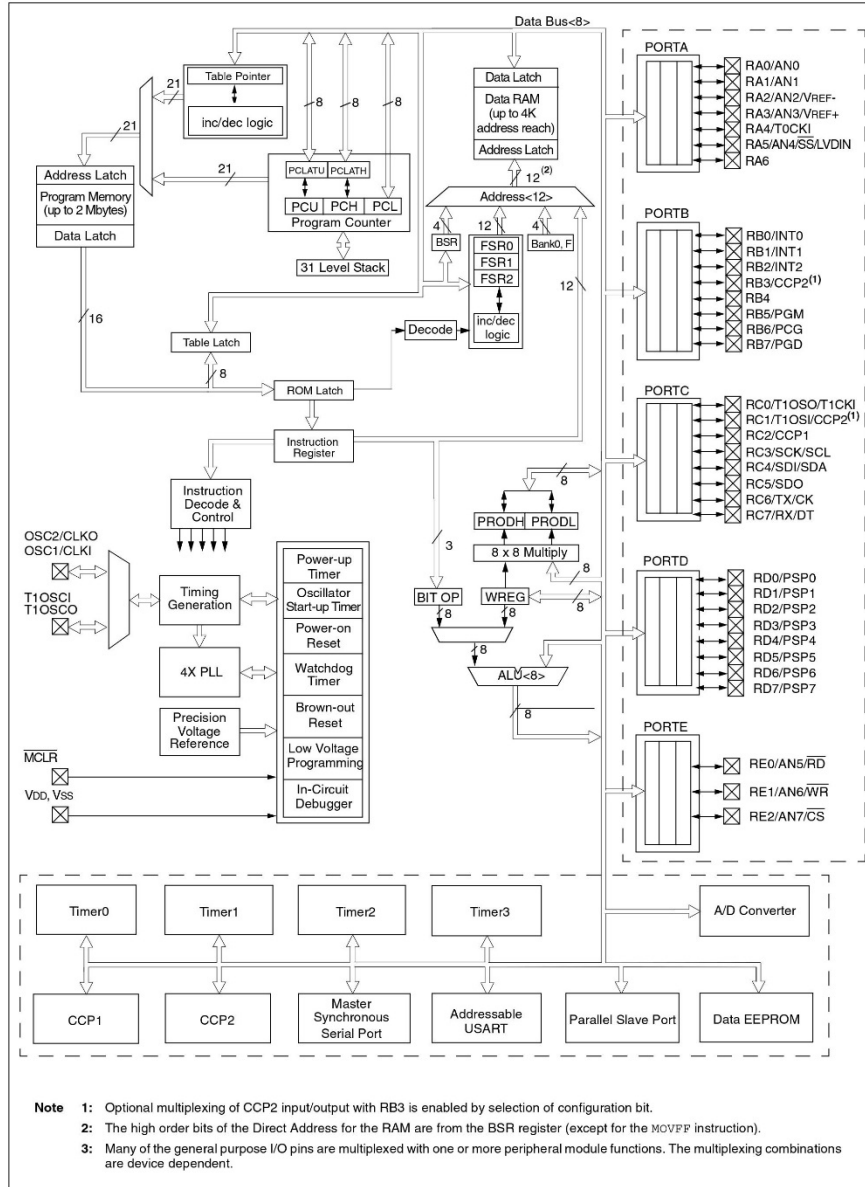 Data Bus<8>
21
Table Pointer
inc/dec logic
21
8
8
8
Data Latch
Data RAM
(up to 4K
address reach)
Address Latch
21
PCLATU
PCLATH
PCU
PCH
PCL
Program Counter
31 Level Stack
Address Latch
Program Memory
(up to 2 Mbytes)
Data Latch
12(2)
Address<12>
4
12
4
BSR
FSR0
FSR1
FSR2
inc/dec
logic
Bank0, F
12
16
Table Latch
8
Decode
ROM Latch
Instruction
Register
Instruction
Decode &
Control
8
PRODH
PRODL
8 x 8 Multiply
3
8
BIT OP
WREG
8
8
8
8
ALU<8>
8
OSC2/CLKO
OSC1/CLKI
T1OSCI
T1OSCO
Timing
Generation
4X PLL
Precision
Voltage
Reference
Power-up
Timer
Oscillator
Start-up Timer
Power-on
Reset
Watchdog
Timer
Brown-out
Reset
Low Voltage
Programming
In-Circuit
Debugger
MCLR
VDD, VSS
PORTA
RA0/AN0
RA1/AN1
RA2/AN2/VREF-
RA3/AN3/VREF+
RA4/T0CKI
RA5/AN4/SS/LVDIN
RA6
PORTB
RB0/INT0
RB1/INT1
RB2/INT2
RB3/CCP2(1)
RB4
RB5/PGM
RB6/PCG
RB7/PGD
PORTC
RC0/T1OSO/T1CKI
RC1/T1OSI/CCP2(1)
RC2/CCP1
RC3/SCK/SCL
RC4/SDI/SDA
RC5/SDO
RC6/TX/CK
RC7/RX/DT
PORTD
RD0/PSP0
RD1/PSP1
RD2/PSP2
RD3/PSP3
RD4/PSP4
RD5/PSP5
RD6/PSP6
RD7/PSP7
PORTE
RE0/AN5/RD
RE1/AN6/WR
RE2/AN7/CS
Timer0
Timer1
Timer2
Timer3
A/D Converter
CCP1
CCP2
Master
Synchronous
Serial Port
Addressable
USART
Parallel Slave Port
Data EEPROM
Note 1: Optional multiplexing of CCP2 input/output with RB3 is enabled by selection of configuration bit.
2: The high order bits of the Direct Address for the RAM are from the BSR register (except for the MOVFF instruction).
3: Many of the general purpose I/O pins are multiplexed with one or more peripheral module functions. The multiplexing combinations
are device dependent.